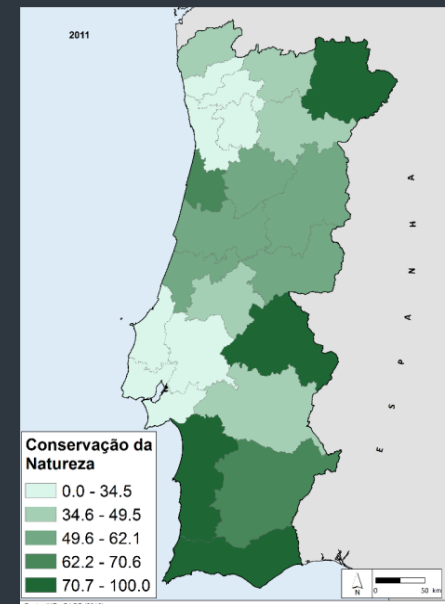 2011
E S P A N H A
Conservação da
Natureza
0.0 - 34.5
34.6 - 49.5
49.6 - 62.1
62.2 - 70.6
70.7 - 100.0
N
0 50 km